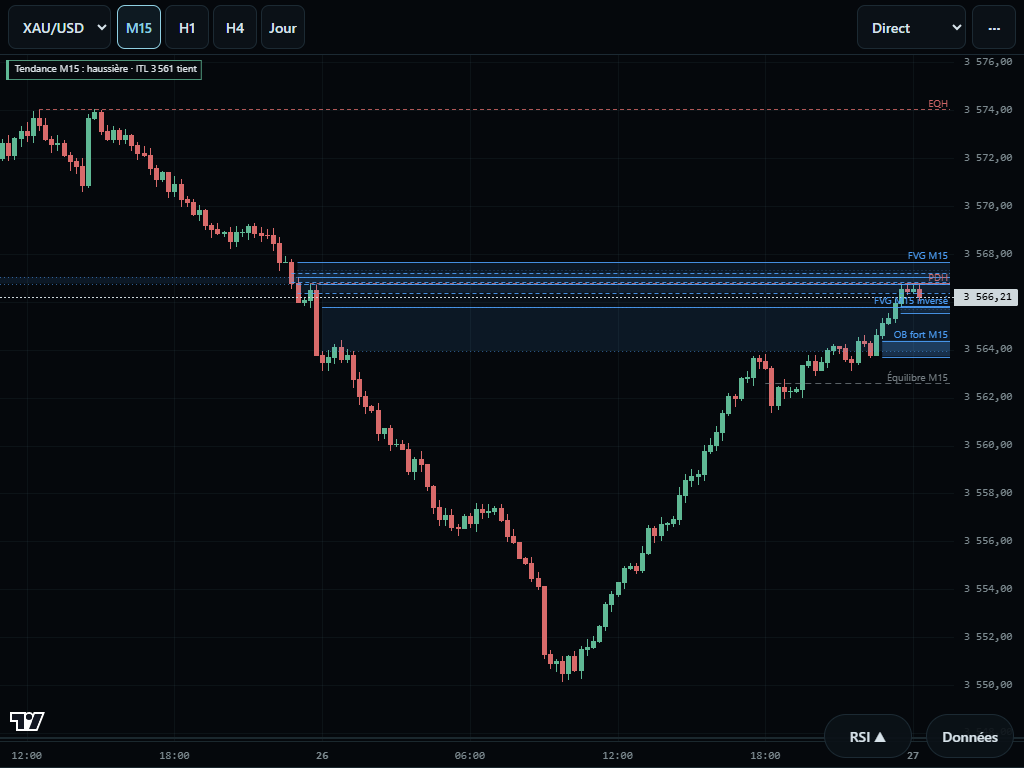 XAU/USD M15 H1 H4 Jour Direct ...
Tendance M15 : haussière · ITL 3 561 tient
3 576,00
EQH
3 574,00
3 572,00
3 570,00
3 568,00
FVG M15
PDH
3 566,21
FVG M15 inversé
OB fort M15
3 564,00
Équilibre M15
3 562,00
3 560,00
3 558,00
3 556,00
3 554,00
3 552,00
3 550,00
RSI ▲ Données
12:00 18:00 26 06:00 12:00 18:00 27